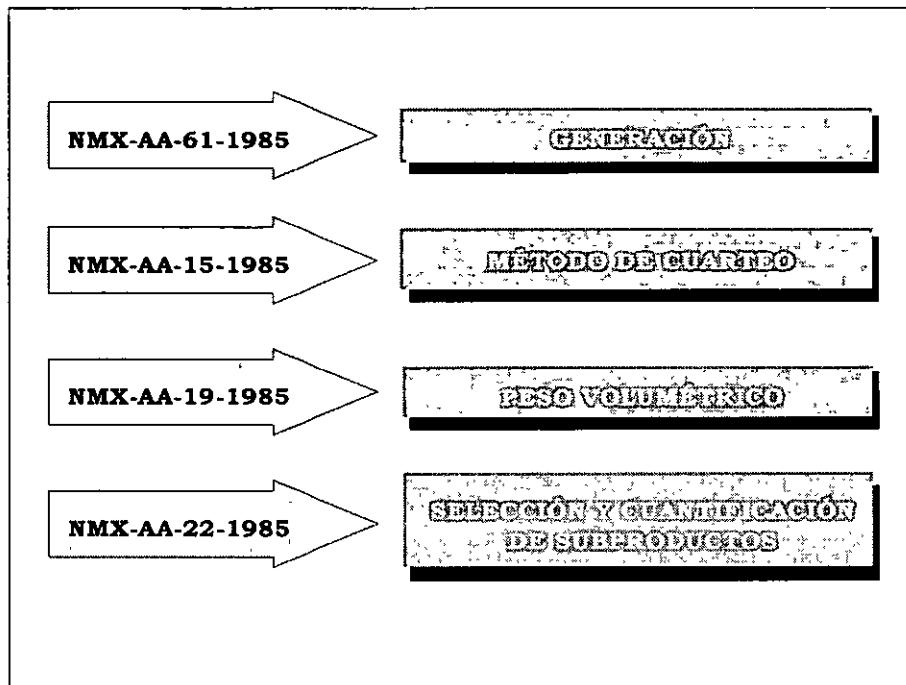 NMX-AA-61-1985
GENERACIÓN
NMX-AA-15-1985
MÉTODO DE CUARTEO
NMX-AA-19-1985
PESO VOLUMÉTRICO
NMX-AA-22-1985
SELECCIÓN Y CUANTIFICACIÓN
DE SUBPRODUCTOS